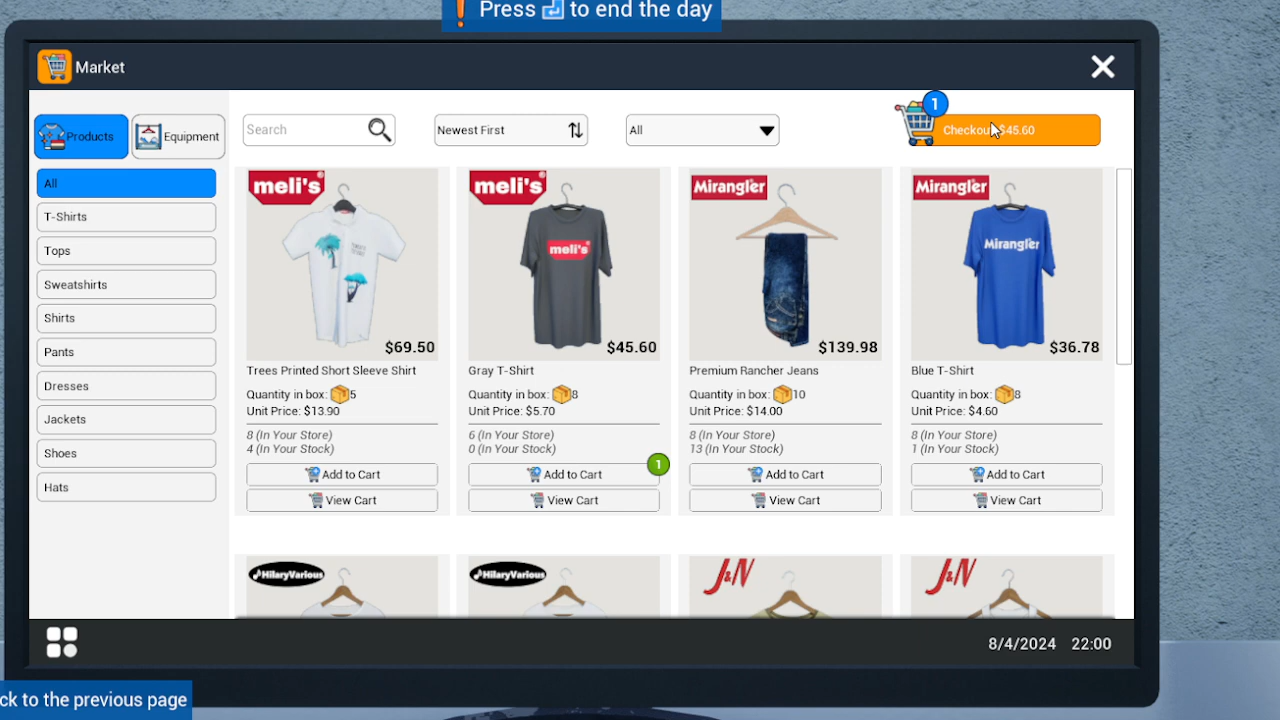 Press to end the day
Market
1
Products
Equipment
Search
Newest First
All
Checkout $45.60
All
T-Shirts
Tops
Sweatshirts
Shirts
Pants
Dresses
Jackets
Shoes
Hats
meli's
$69.50
Trees Printed Short Sleeve Shirt
Quantity in box: 5
Unit Price: $13.90
8 (In Your Store)
4 (In Your Stock)
Add to Cart
View Cart
meli's
meli's
$45.60
Gray T-Shirt
Quantity in box: 8
Unit Price: $5.70
6 (In Your Store)
0 (In Your Stock)
1
Add to Cart
View Cart
Mirangler
$139.98
Premium Rancher Jeans
Quantity in box: 10
Unit Price: $14.00
8 (In Your Store)
13 (In Your Stock)
Add to Cart
View Cart
Mirangler
Mirangler
$36.78
Blue T-Shirt
Quantity in box: 8
Unit Price: $4.60
8 (In Your Store)
1 (In Your Stock)
Add to Cart
View Cart
HilaryVarious
HilaryVarious
J&N
J&N
8/4/2024 22:00
ck to the previous page